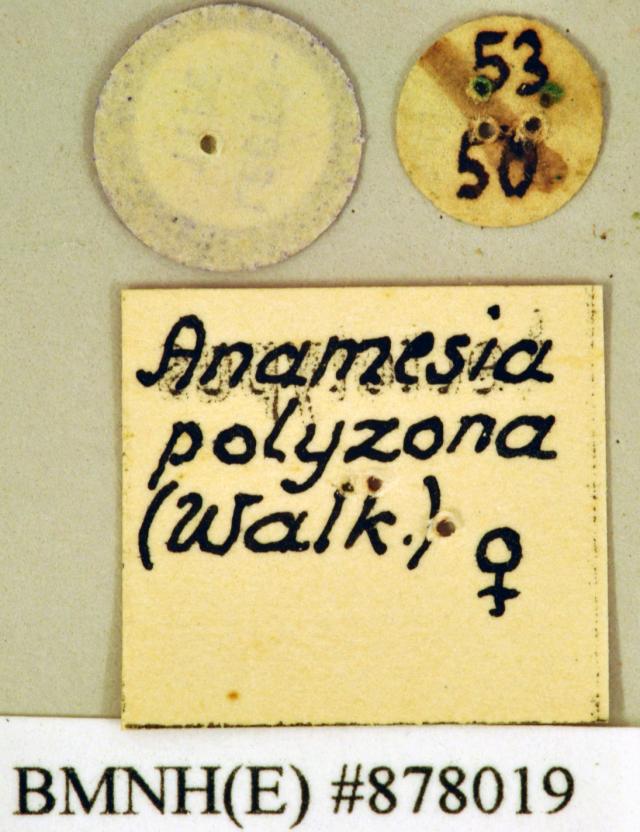 53
50
Anamesia
polyzona
(Walk.) ♀
BMNH(E) #878019